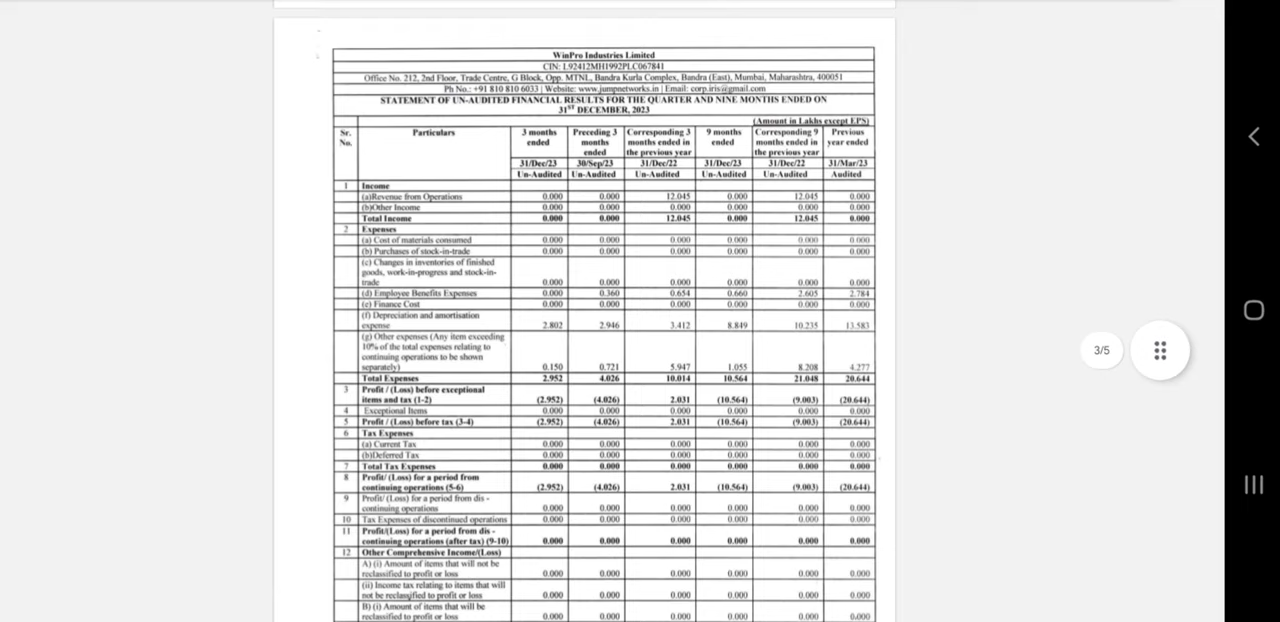 WinPro Industries Limited
CIN: L92412MH1992PLC067841
Office No. 212, 2nd Floor, Trade Centre, G Block, Opp. MTNL, Bandra Kurla Complex, Bandra (East), Mumbai, Maharashtra, 400051
Ph No.: +91 810 810 6033 | Website: www.jumpnetworks.in | Email: corp.iris@gmail.com
STATEMENT OF UN-AUDITED FINANCIAL RESULTS FOR THE QUARTER AND NINE MONTHS ENDED ON
31ST DECEMBER, 2023
(Amount in Lakhs except EPS)
Sr. No. Particulars 3 months ended Preceding 3 months ended Corresponding 3 months ended in the previous year 9 months ended Corresponding 9 months ended in the previous year Previous year ended
31/Dec/23 30/Sep/23 31/Dec/22 31/Dec/23 31/Dec/22 31/Mar/23
Un-Audited Un-Audited Un-Audited Un-Audited Un-Audited Audited
1 Income
(a)Revenue from Operations 0.000 0.000 12.045 0.000 12.045 0.000
(b)Other Income 0.000 0.000 0.000 0.000 0.000 0.000
Total Income 0.000 0.000 12.045 0.000 12.045 0.000
2 Expenses
(a) Cost of materials consumed 0.000 0.000 0.000 0.000 0.000 0.000
(b) Purchases of stock-in-trade 0.000 0.000 0.000 0.000 0.000 0.000
(c) Changes in inventories of finished
goods, work-in-progress and stock-in-
trade 0.000 0.000 0.000 0.000 0.000 0.000
(d) Employee Benefits Expenses 0.000 0.360 0.654 0.660 2.605 2.784
(e) Finance Cost 0.000 0.000 0.000 0.000 0.000 0.000
(f) Depreciation and amortisation
expense 2.802 2.946 3.412 8.849 10.235 13.583
(g) Other expenses (Any item exceeding
10% of the total expenses relating to
continuing operations to be shown
separately) 0.150 0.721 5.947 1.055 8.208 4.277
Total Expenses 2.952 4.026 10.014 10.564 21.048 20.644
3 Profit / (Loss) before exceptional
items and tax (1-2) (2.952) (4.026) 2.031 (10.564) (9.003) (20.644)
4 Exceptional Items 0.000 0.000 0.000 0.000 0.000 0.000
5 Profit / (Loss) before tax (3-4) (2.952) (4.026) 2.031 (10.564) (9.003) (20.644)
6 Tax Expenses
(a) Current Tax 0.000 0.000 0.000 0.000 0.000 0.000
(b)Deferred Tax 0.000 0.000 0.000 0.000 0.000 0.000
7 Total Tax Expenses 0.000 0.000 0.000 0.000 0.000 0.000
8 Profit/ (Loss) for a period from
continuing operations (5-6) (2.952) (4.026) 2.031 (10.564) (9.003) (20.644)
9 Profit/ (Loss) for a period from dis -
continuing operations 0.000 0.000 0.000 0.000 0.000 0.000
10 Tax Expenses of discontinued operations 0.000 0.000 0.000 0.000 0.000 0.000
11 Profit/(Loss) for a period from dis -
continuing operations (after tax) (9-10) 0.000 0.000 0.000 0.000 0.000 0.000
12 Other Comprehensive Income/(Loss)
A) (i) Amount of items that will not be
reclassified to profit or loss 0.000 0.000 0.000 0.000 0.000 0.000
(ii) Income tax relating to items that will
not be reclassified to profit or loss 0.000 0.000 0.000 0.000 0.000 0.000
B) (i) Amount of items that will be
reclassified to profit or loss 0.000 0.000 0.000 0.000 0.000 0.000
3/5